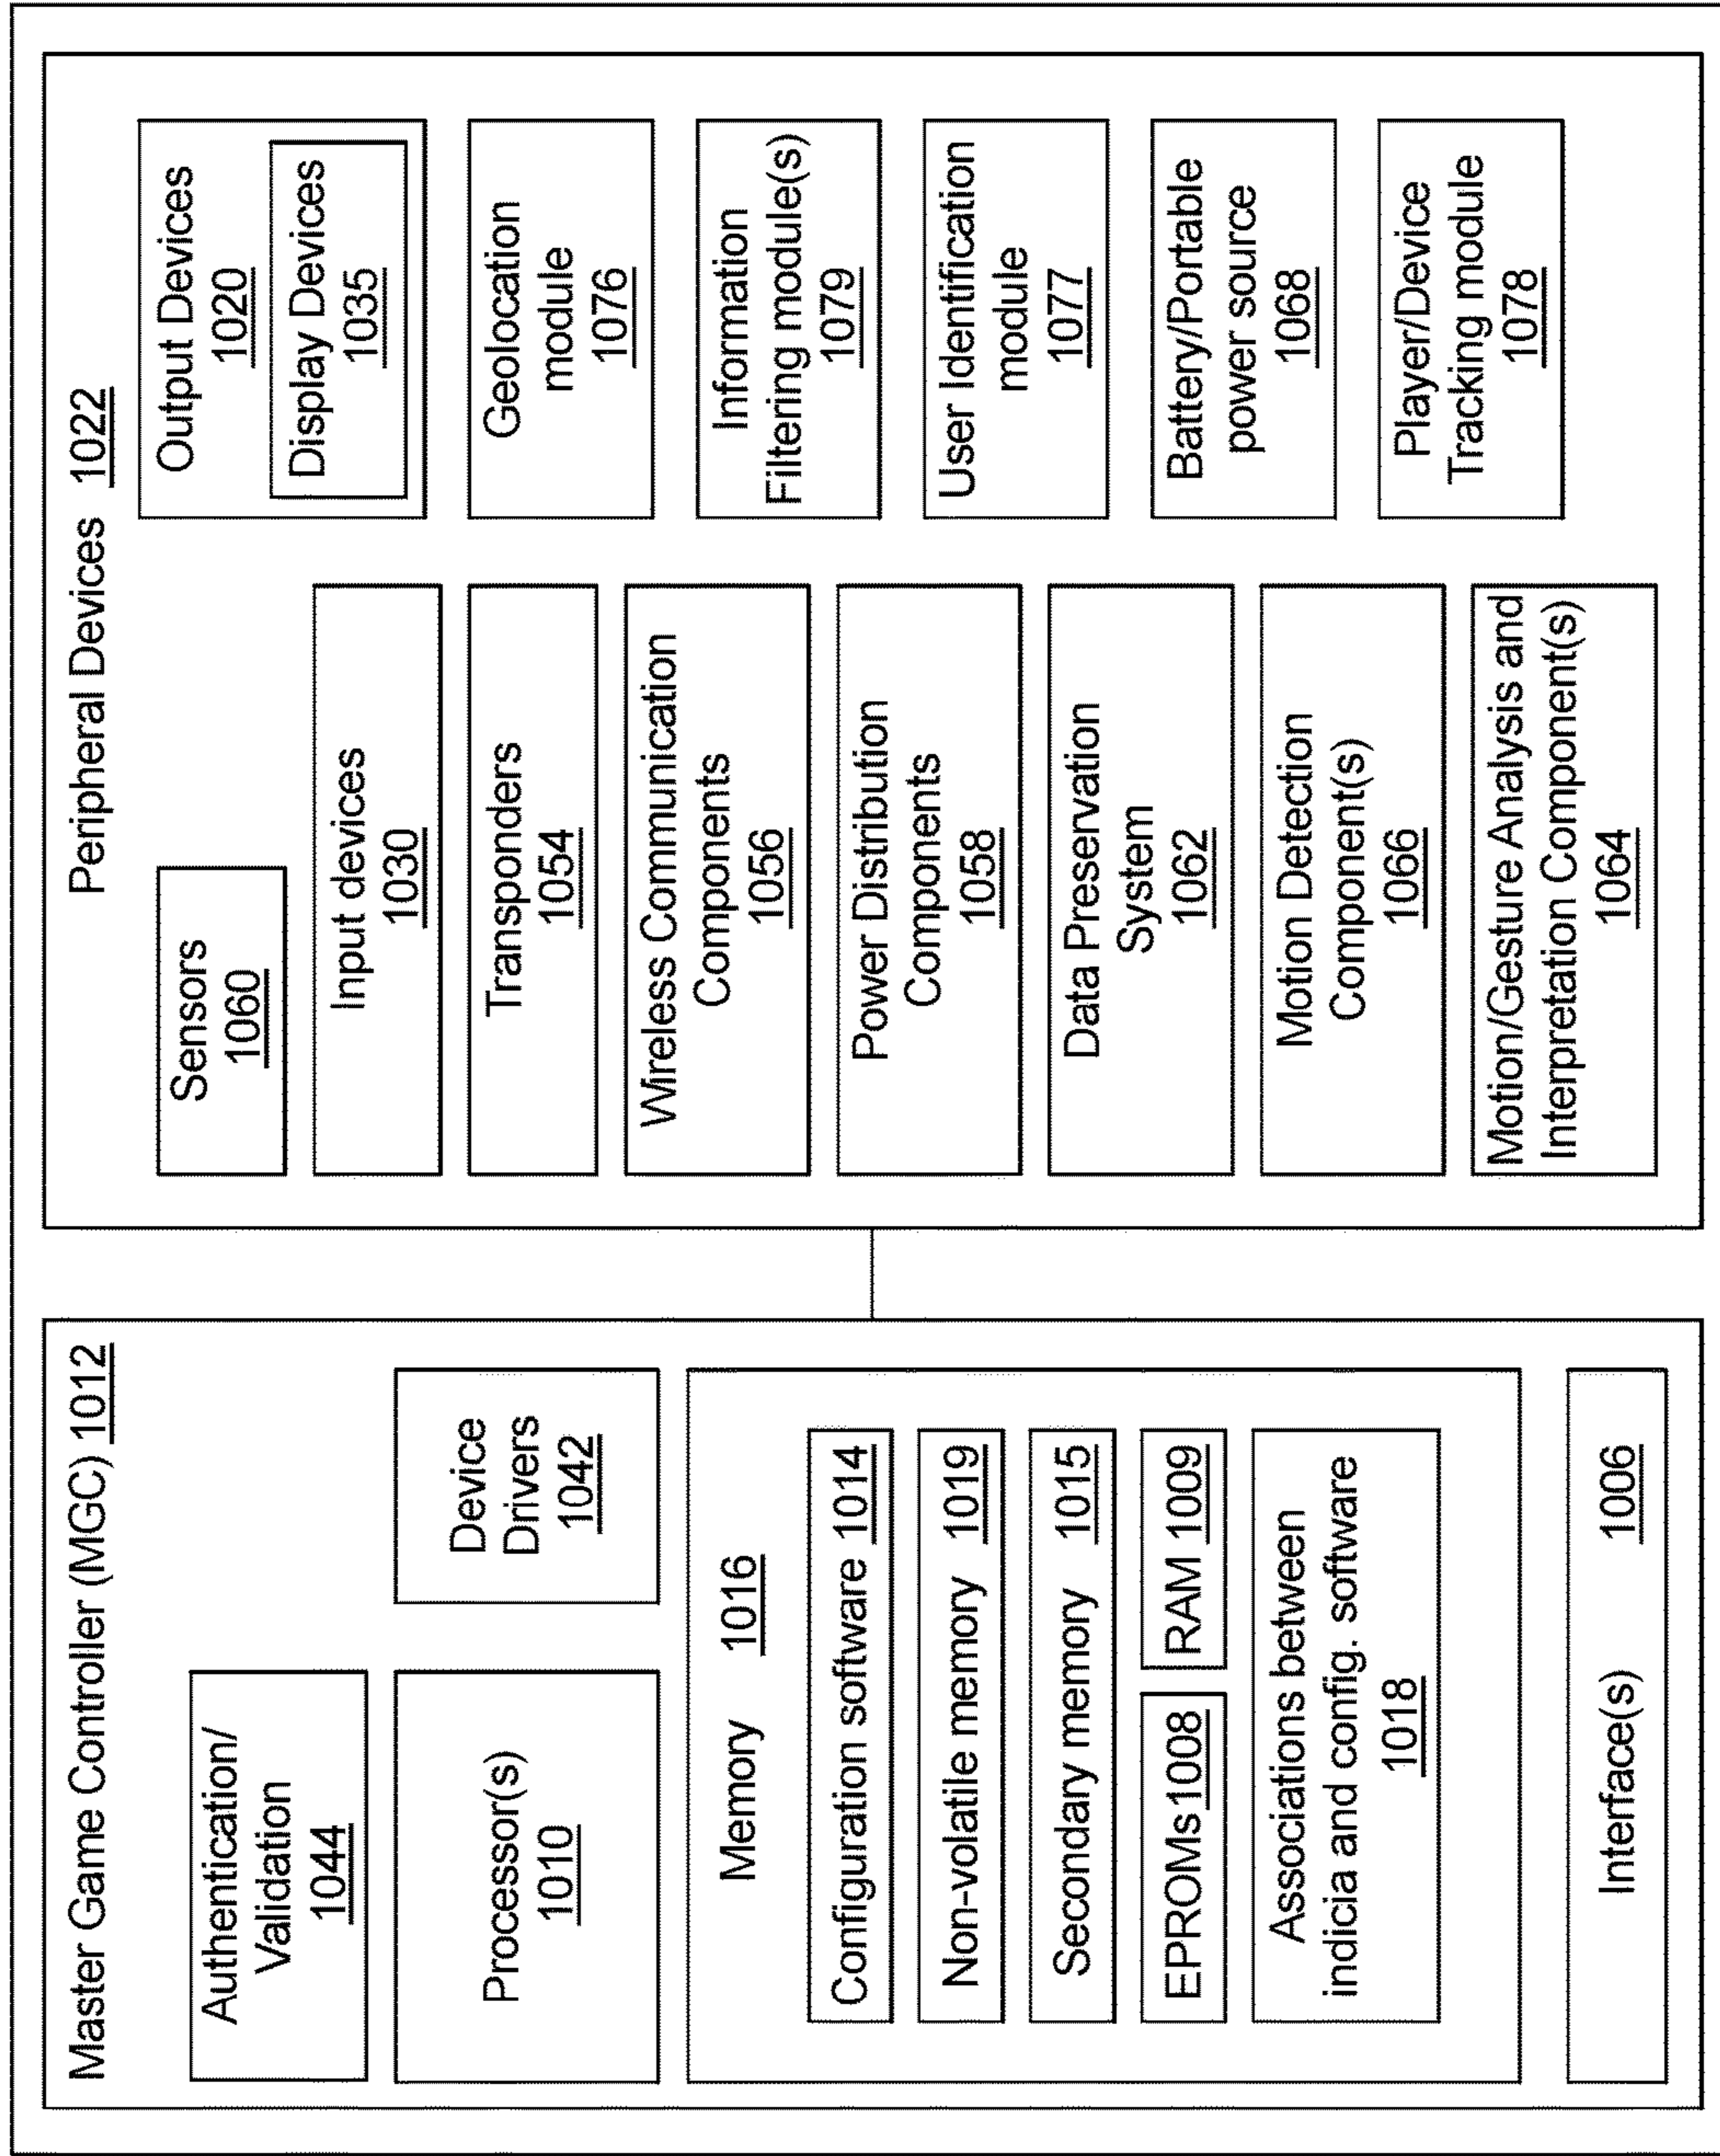 Master Game Controller (MGC) 1012
Authentication/
Validation
1044
Processor(s)
1010
Device
Drivers
1042
Memory 1016
Configuration software 1014
Non-volatile memory 1019
Secondary memory 1015
EPROMs1008
RAM 1009
Associations between
indicia and config. software
1018
Interface(s) 1006
Peripheral Devices 1022
Sensors
1060
Input devices
1030
Transponders
1054
Wireless Communication
Components
1056
Power Distribution
Components
1058
Data Preservation
System
1062
Motion Detection
Component(s)
1066
Motion/Gesture Analysis and
Interpretation Component(s)
1064
Output Devices
1020
Display Devices
1035
Geolocation
module
1076
Information
Filtering module(s)
1079
User Identification
module
1077
Battery/Portable
power source
1068
Player/Device
Tracking module
1078